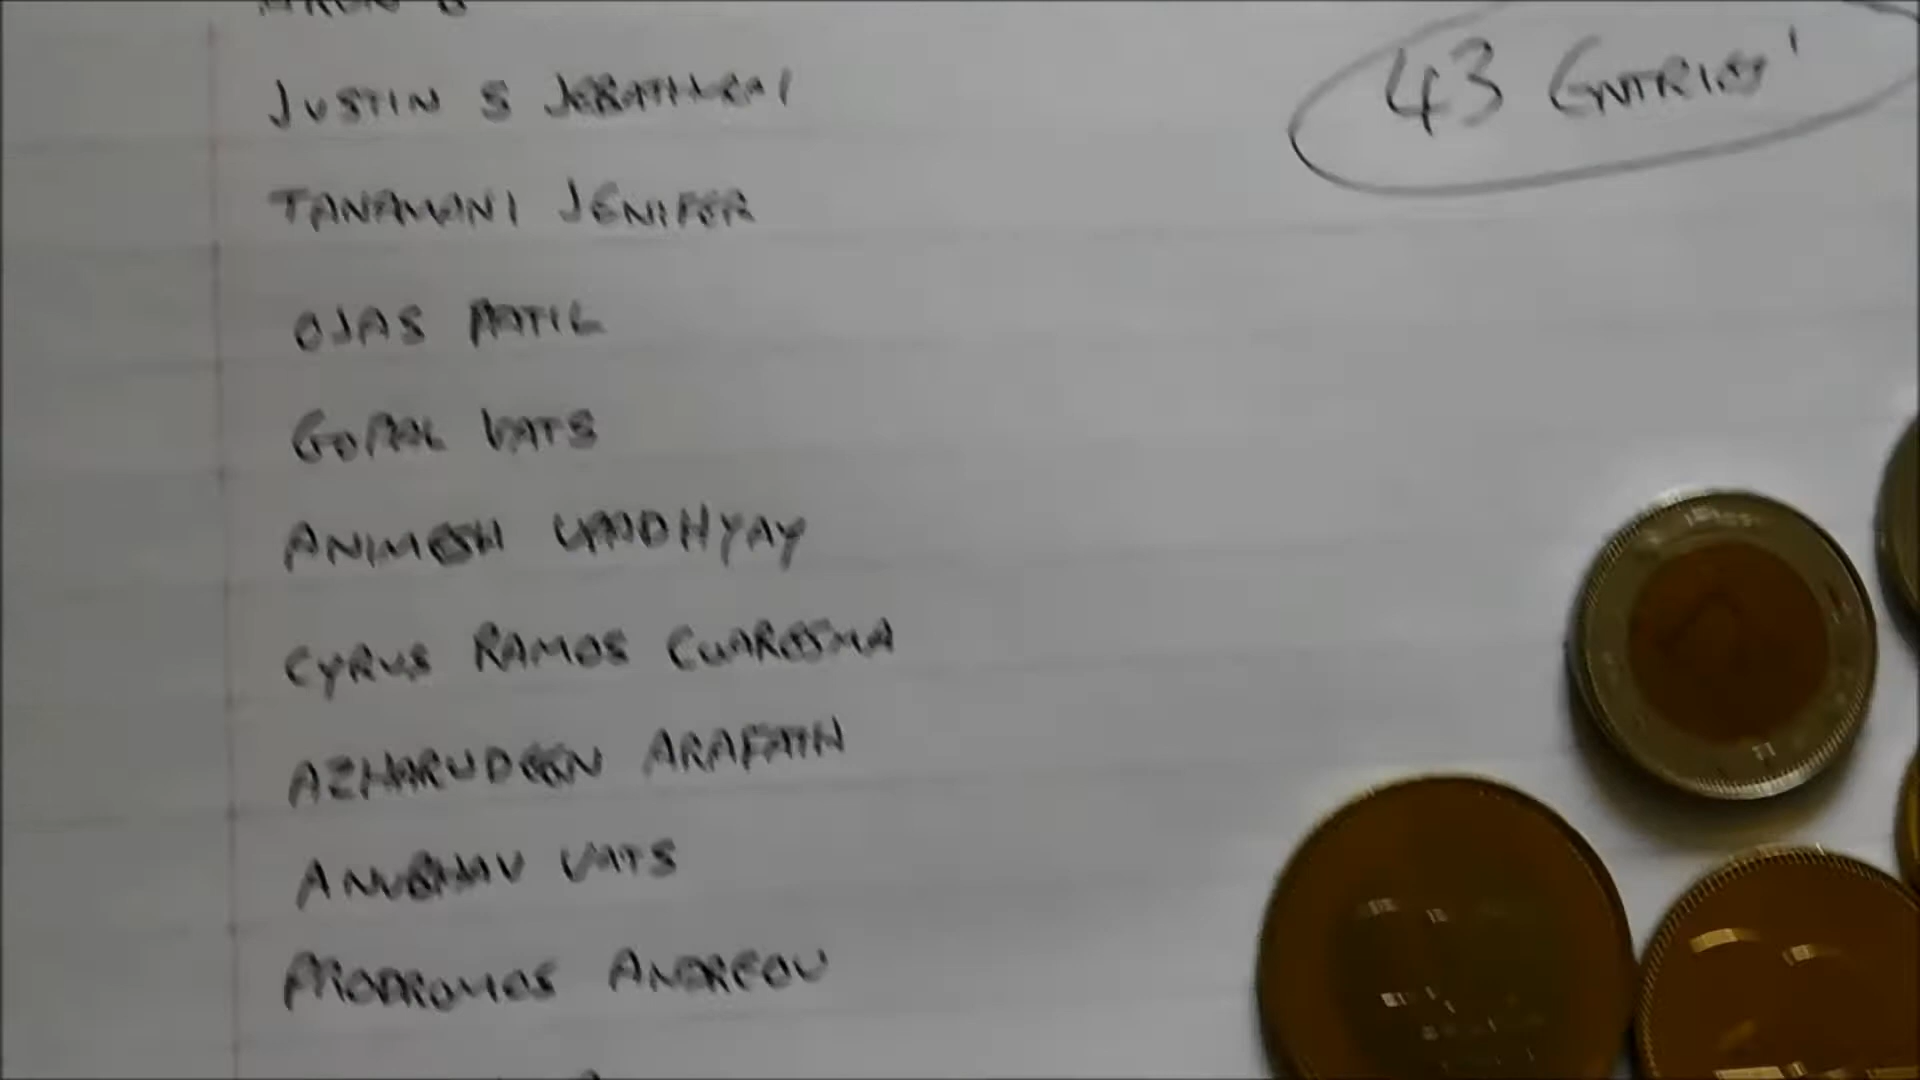 43 ENTRIES!
JUSTIN S
TANAMANI JENIFER
OJAS PATIL
GOPAL VATS
ANIMESH UPADHYAY
CYRUS RAMOS CUARESMA
AZHARUDEEN ARAFATH
ANUBHAV VATS
PRODROMOS ANDREOU